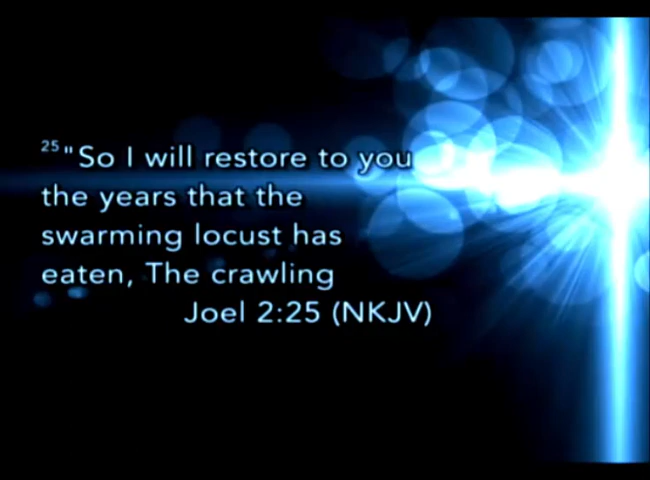 25 "So I will restore to you
the years that the
swarming locust has
eaten, The crawling
Joel 2:25 (NKJV)